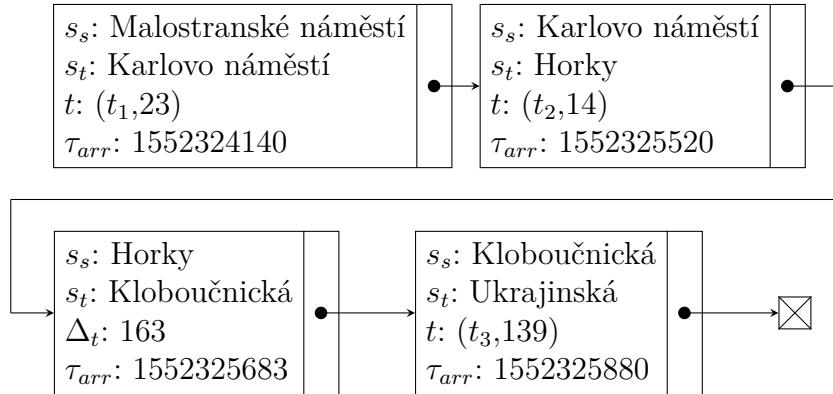 s_s: Malostranské náměstí
s_t: Karlovo náměstí
t: (t_1,23)
τ_arr: 1552324140
s_s: Karlovo náměstí
s_t: Horky
t: (t_2,14)
τ_arr: 1552325520
s_s: Horky
s_t: Kloboučnická
Δ_t: 163
τ_arr: 1552325683
s_s: Kloboučnická
s_t: Ukrajinská
t: (t_3,139)
τ_arr: 1552325880